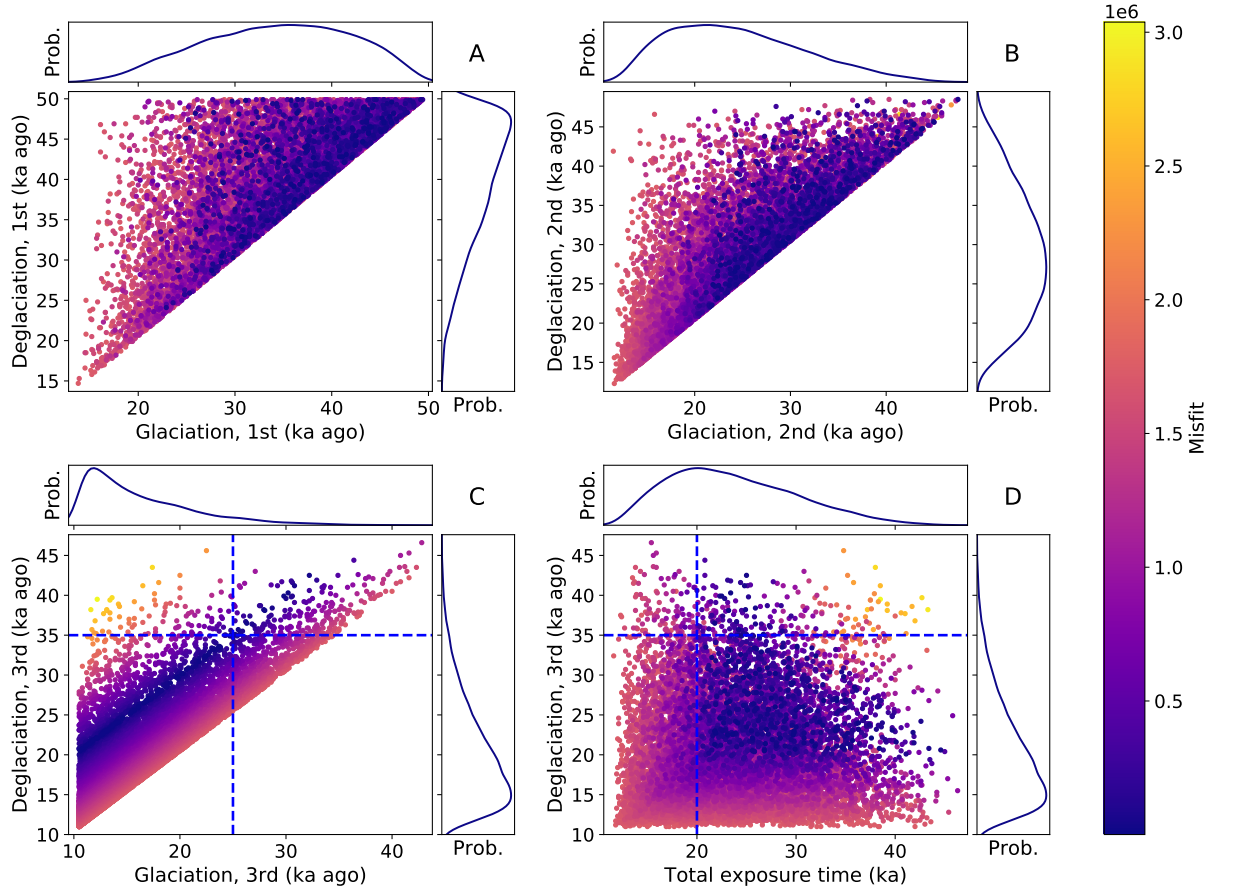 Prob.
A
50
45
40
35
30
25
20
15
Deglaciation, 1st (ka ago)
20 30 40 50
Glaciation, 1st (ka ago)
Prob.
Prob.
B
45
40
35
30
25
20
15
Deglaciation, 2nd (ka ago)
20 30 40
Glaciation, 2nd (ka ago)
Prob.
Prob.
C
45
40
35
30
25
20
15
10
Deglaciation, 3rd (ka ago)
10 20 30 40
Glaciation, 3rd (ka ago)
Prob.
Prob.
D
45
40
35
30
25
20
15
10
Deglaciation, 3rd (ka ago)
20 30 40
Total exposure time (ka)
Prob.
1e6
3.0
2.5
2.0
1.5
1.0
0.5
Misfit